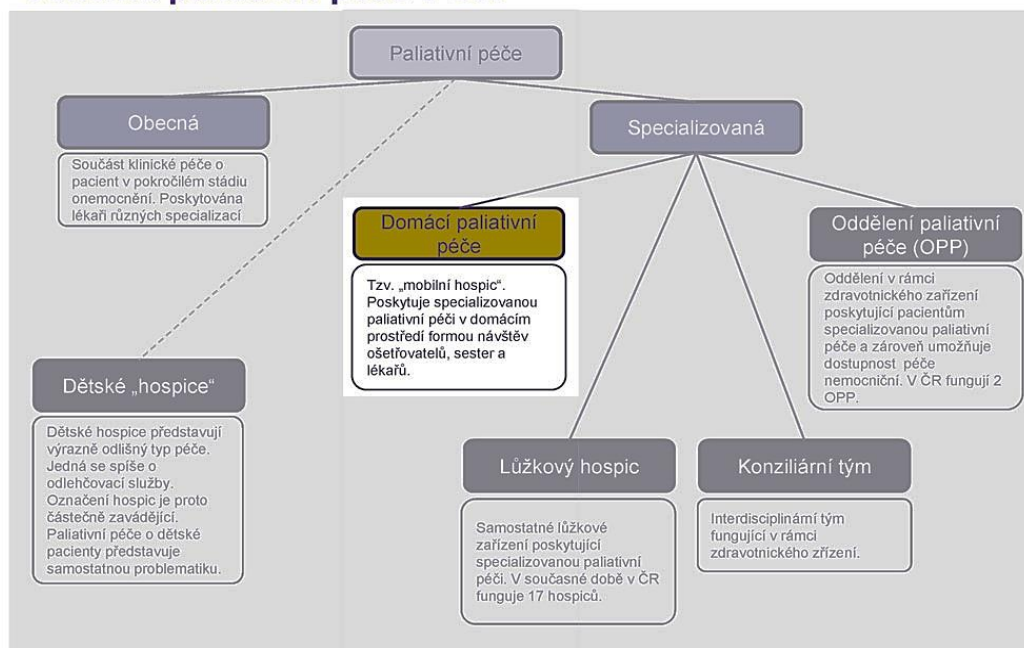 Paliativní péče
Obecná
Součást klinické péče o
pacient v pokročilém stádiu
onemocnění. Poskytována
lékaři různých specializací
Specializovaná
Domácí paliativní
péče
Tzv. „mobilní hospic“.
Poskytuje specializovanou
paliativní péči v domácím
prostředí formou návštěv
ošetřovatelů, sester a
lékařů.
Oddělení paliativní
péče (OPP)
Oddělení v rámci
zdravotnického zařízení
poskytující pacientům
specializovanou paliativní
péče a zároveň umožňuje
dostupnost péče
nemocniční. V ČR fungují 2
OPP.
Dětské „hospice“
Dětské hospice představují
výrazně odlišný typ péče.
Jedná se spíše o
odlehčovací služby.
Označení hospic je proto
částečně zavádějící.
Paliativní péče o dětské
pacienty představuje
samostatnou problematiku.
Lůžkový hospic
Samostatné lůžkové
zařízení poskytující
specializovanou paliativní
péči. V současné době v ČR
funguje 17 hospiců.
Konziliární tým
Interdisciplinámí tým
fungující v rámci
zdravotnického zřízení.